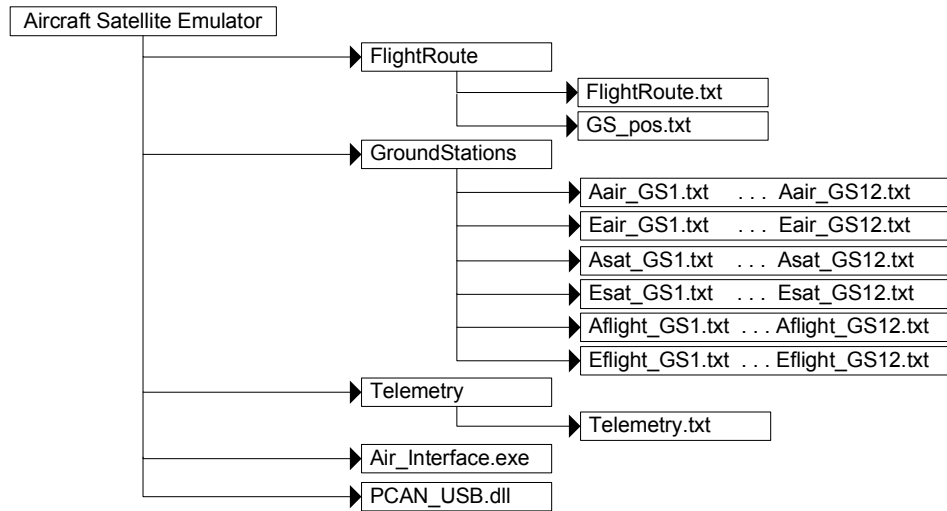 Aircraft Satellite Emulator
FlightRoute
FlightRoute.txt
GS_pos.txt
GroundStations
Aair_GS1.txt . . . Aair_GS12.txt
Eair_GS1.txt . . . Eair_GS12.txt
Asat_GS1.txt . . . Asat_GS12.txt
Esat_GS1.txt . . . Esat_GS12.txt
Aflight_GS1.txt . . . Aflight_GS12.txt
Eflight_GS1.txt . . . Eflight_GS12.txt
Telemetry
Telemetry.txt
Air_Interface.exe
PCAN_USB.dll